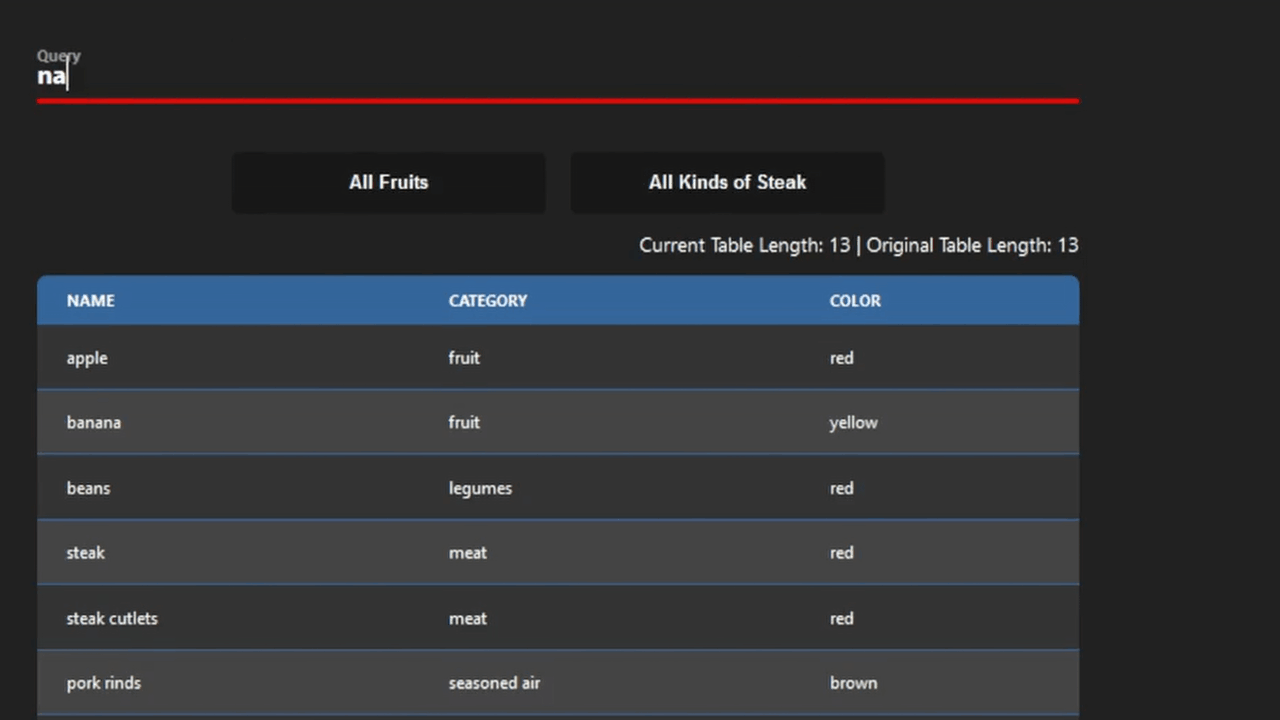 Query
na
All Fruits All Kinds of Steak
Current Table Length: 13 | Original Table Length: 13
NAME CATEGORY COLOR
apple fruit red
banana fruit yellow
beans legumes red
steak meat red
steak cutlets meat red
pork rinds seasoned air brown